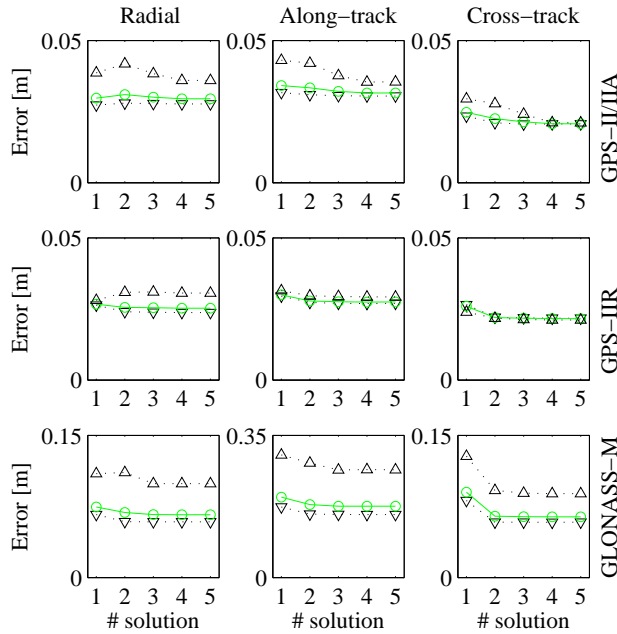 Radial
Along−track
Cross−track
0.05
0.05
0.05
Error [m]
GPS−II/IIA
0
0
0
1 2 3 4 5
1 2 3 4 5
1 2 3 4 5
0.05
0.05
0.05
Error [m]
GPS−IIR
0
0
0
1 2 3 4 5
1 2 3 4 5
1 2 3 4 5
0.15
0.35
0.15
Error [m]
GLONASS−M
0
0
0
1 2 3 4 5
1 2 3 4 5
1 2 3 4 5
# solution
# solution
# solution